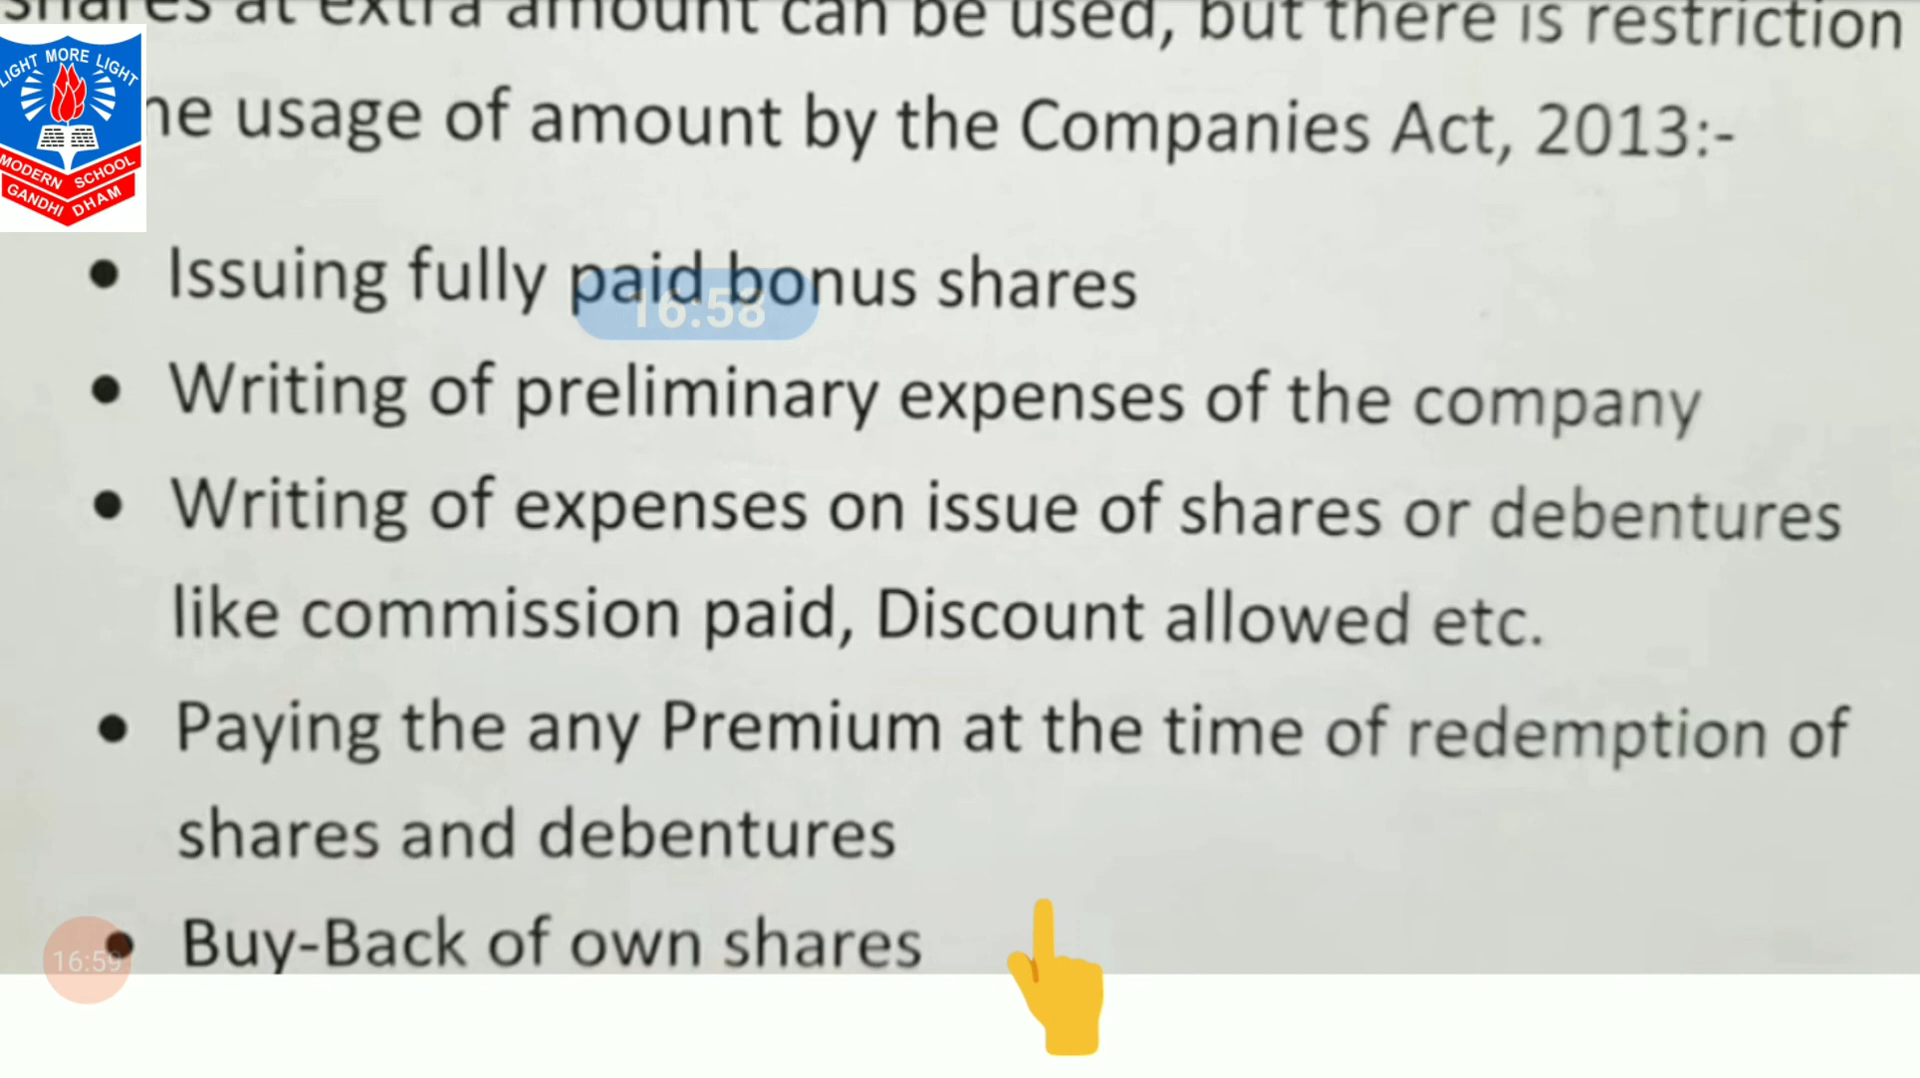 shares at extra amount can be used, but there is restriction
he usage of amount by the Companies Act, 2013:-
LIGHT MORE LIGHT
MODERN SCHOOL
GANDHI DHAM
• Issuing fully paid bonus shares
16:58
• Writing of preliminary expenses of the company
• Writing of expenses on issue of shares or debentures
like commission paid, Discount allowed etc.
• Paying the any Premium at the time of redemption of
shares and debentures
• Buy-Back of own shares
16:59